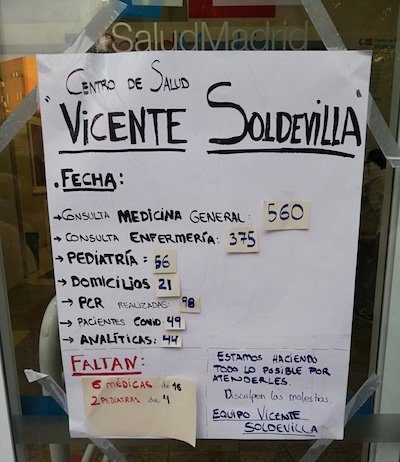 SaludMadrid
CENTRO DE SALUD
"VICENTE SOLDEVILLA"
. FECHA:
→ CONSULTA MEDICINA GENERAL: 560
→ CONSULTA ENFERMERÍA: 375
→ PEDIATRÍA: 56
→ DOMICILIOS 21
→ PCR REALIZADAS: 98
→ PACIENTES COVID 49
→ ANALÍTICAS: 44
FALTAN:
6 MÉDICAS de 16
2 PEDIATRAS de 4
ESTAMOS HACIENDO
TODO LO POSIBLE POR
ATENDERLES.
Disculpen las molestias.
EQUIPO VICENTE
SOLDEVILLA